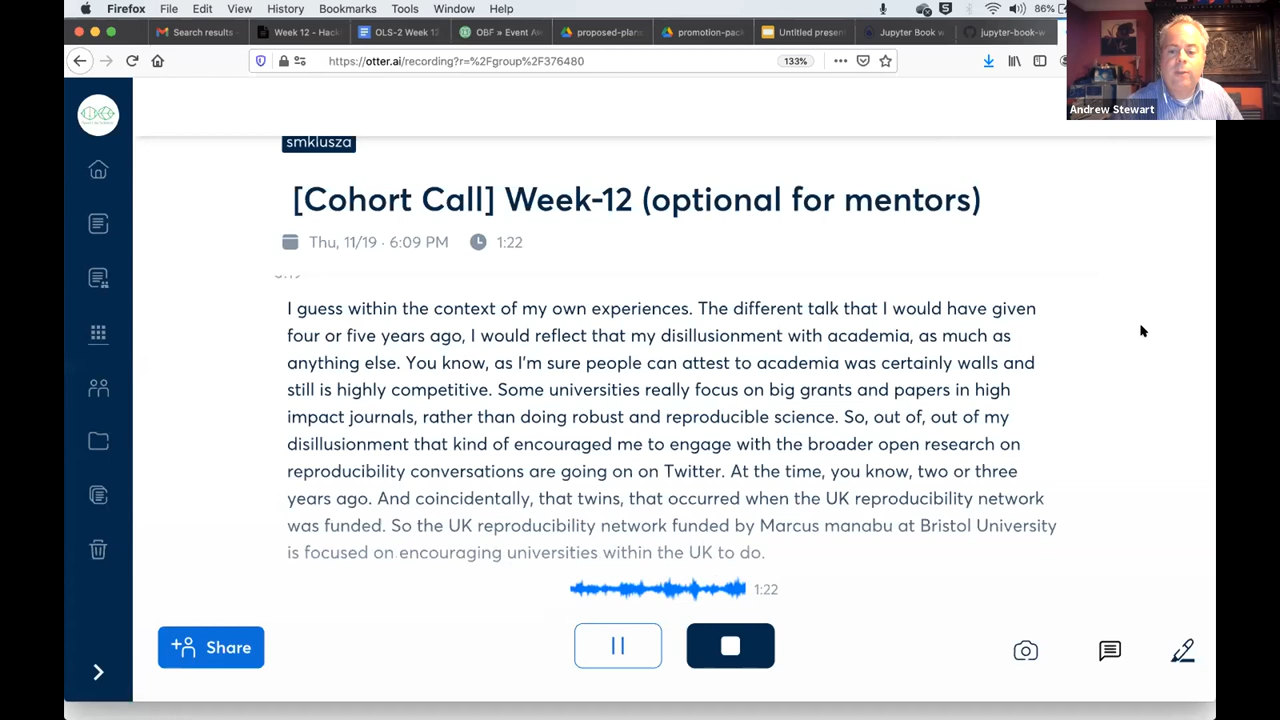 Firefox File Edit View History Bookmarks Tools Window Help 86%
Search results - Week 12 - Hack OLS-2 Week 12 OBF » Event Aw proposed-plan promotion-pac Untitled present Jupyter Book w jupyter-book-w
https://otter.ai/recording?r=%2Fgroup%2F376480 133%
Andrew Stewart
smklusza
[Cohort Call] Week-12 (optional for mentors)
Thu, 11/19 · 6:09 PM 1:22
I guess within the context of my own experiences. The different talk that I would have given
four or five years ago, I would reflect that my disillusionment with academia, as much as
anything else. You know, as I'm sure people can attest to academia was certainly walls and
still is highly competitive. Some universities really focus on big grants and papers in high
impact journals, rather than doing robust and reproducible science. So, out of, out of my
disillusionment that kind of encouraged me to engage with the broader open research on
reproducibility conversations are going on on Twitter. At the time, you know, two or three
years ago. And coincidentally, that twins, that occurred when the UK reproducibility network
was funded. So the UK reproducibility network funded by Marcus manabu at Bristol University
is focused on encouraging universities within the UK to do.
1:22
Share